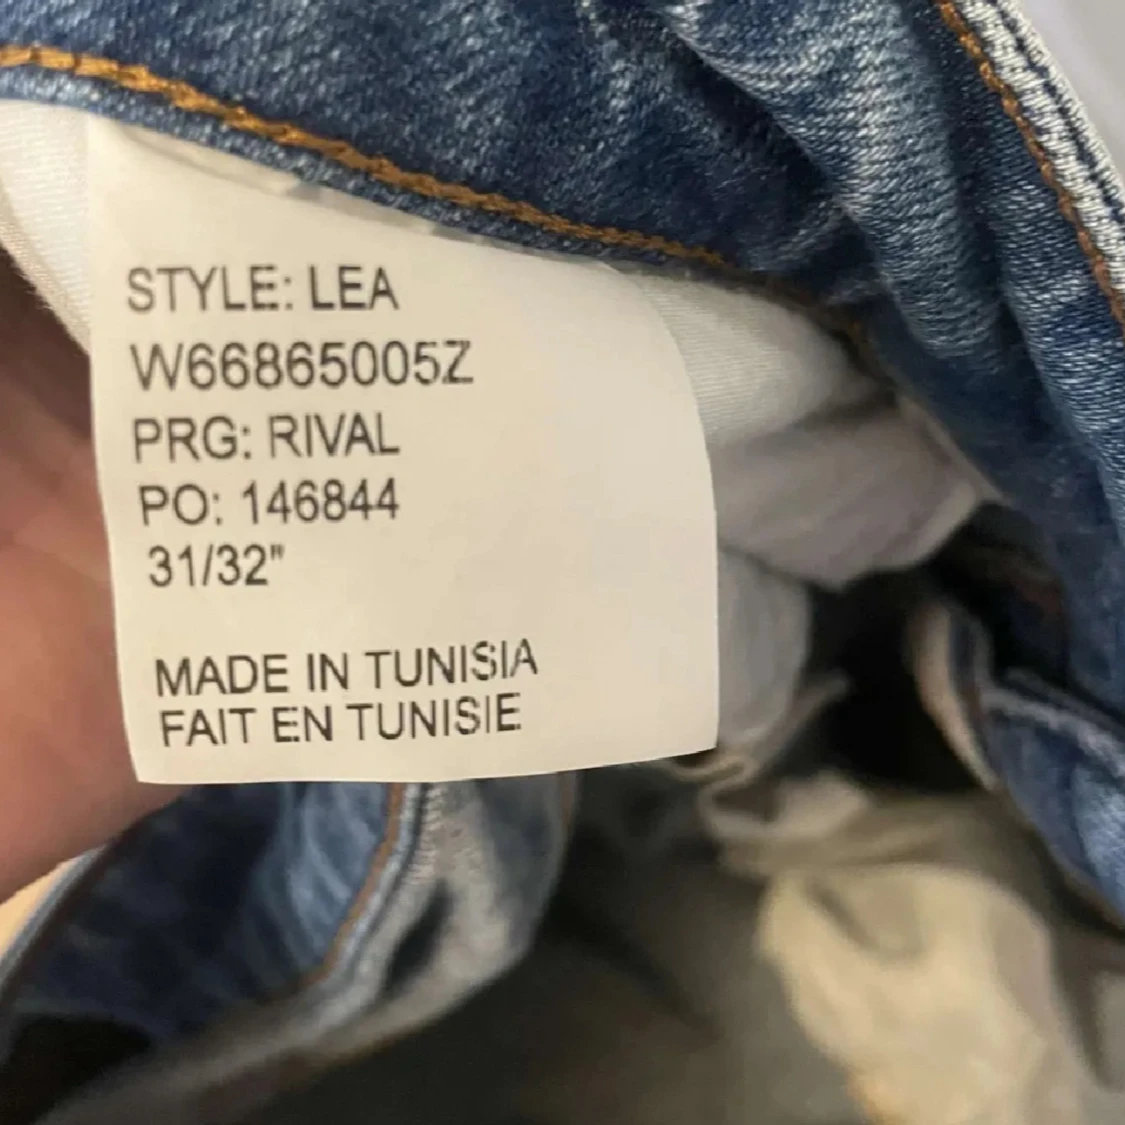 STYLE: LEA
W66865005Z
PRG: RIVAL
PO: 146844
31/32"
MADE IN TUNISIA
FAIT EN TUNISIE